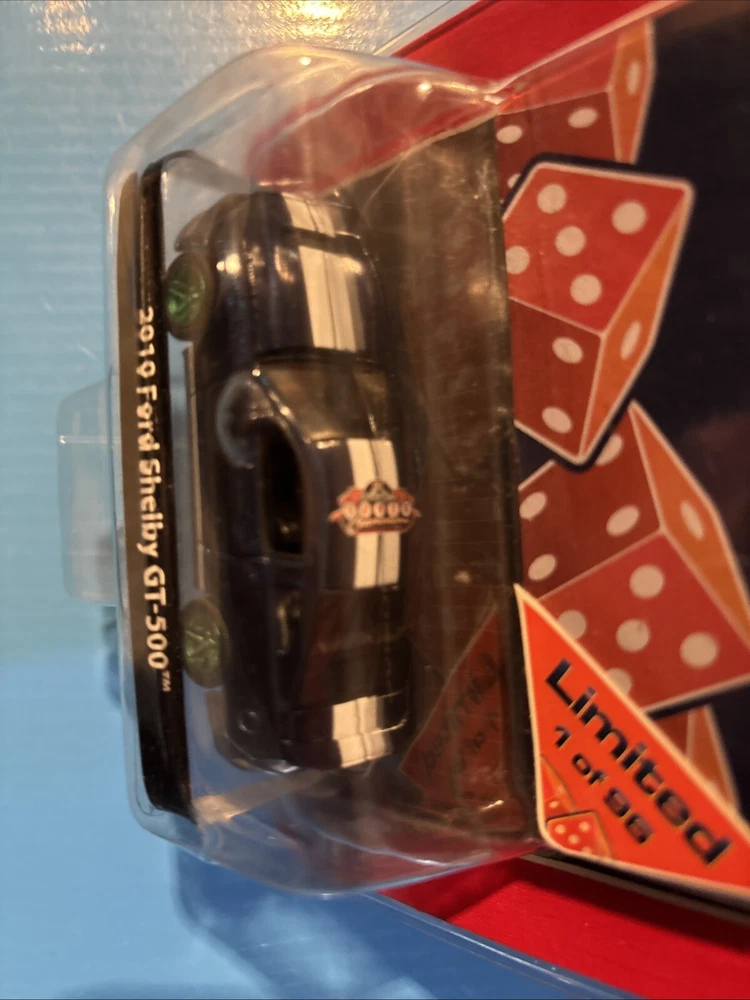 2010 Ford Shelby GT-500™
Limited
1 of 96